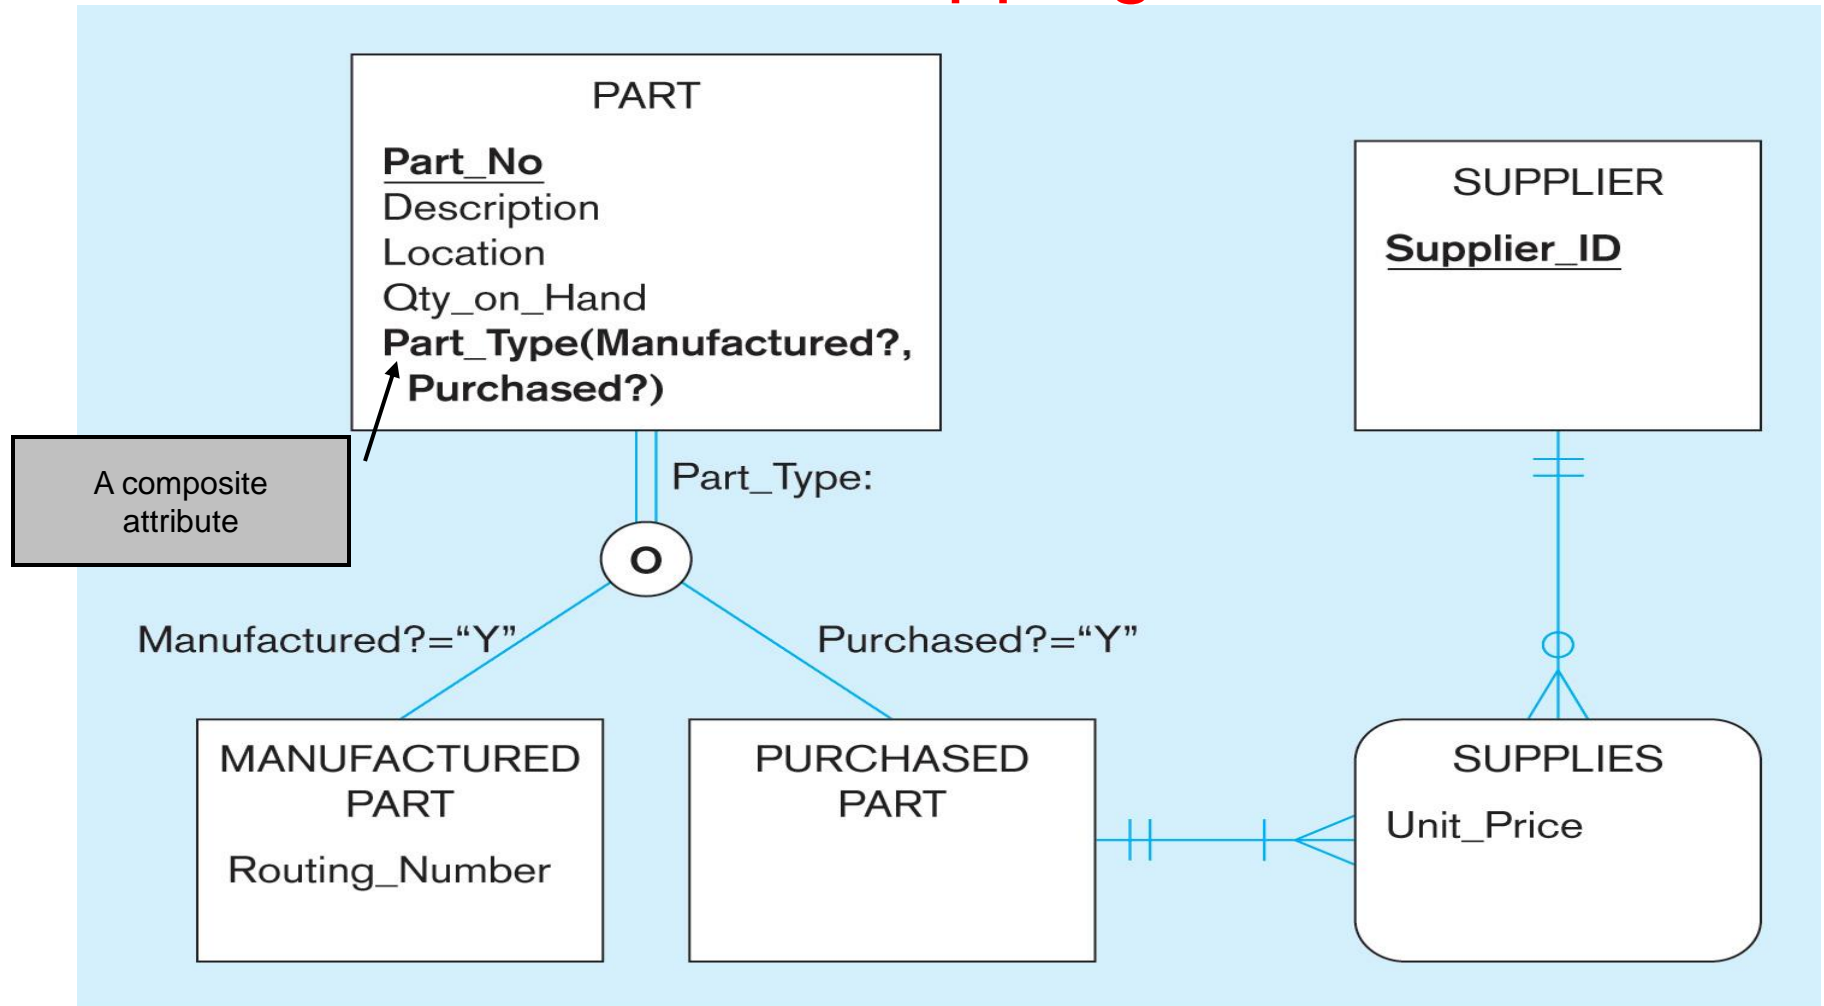 PART
Part_No
Description
Location
Qty_on_Hand
Part_Type(Manufactured?,
Purchased?)
SUPPLIER
Supplier_ID
A composite
attribute
Part_Type:
O
Manufactured?=“Y”
Purchased?=“Y”
MANUFACTURED
PART
Routing_Number
PURCHASED
PART
SUPPLIES
Unit_Price